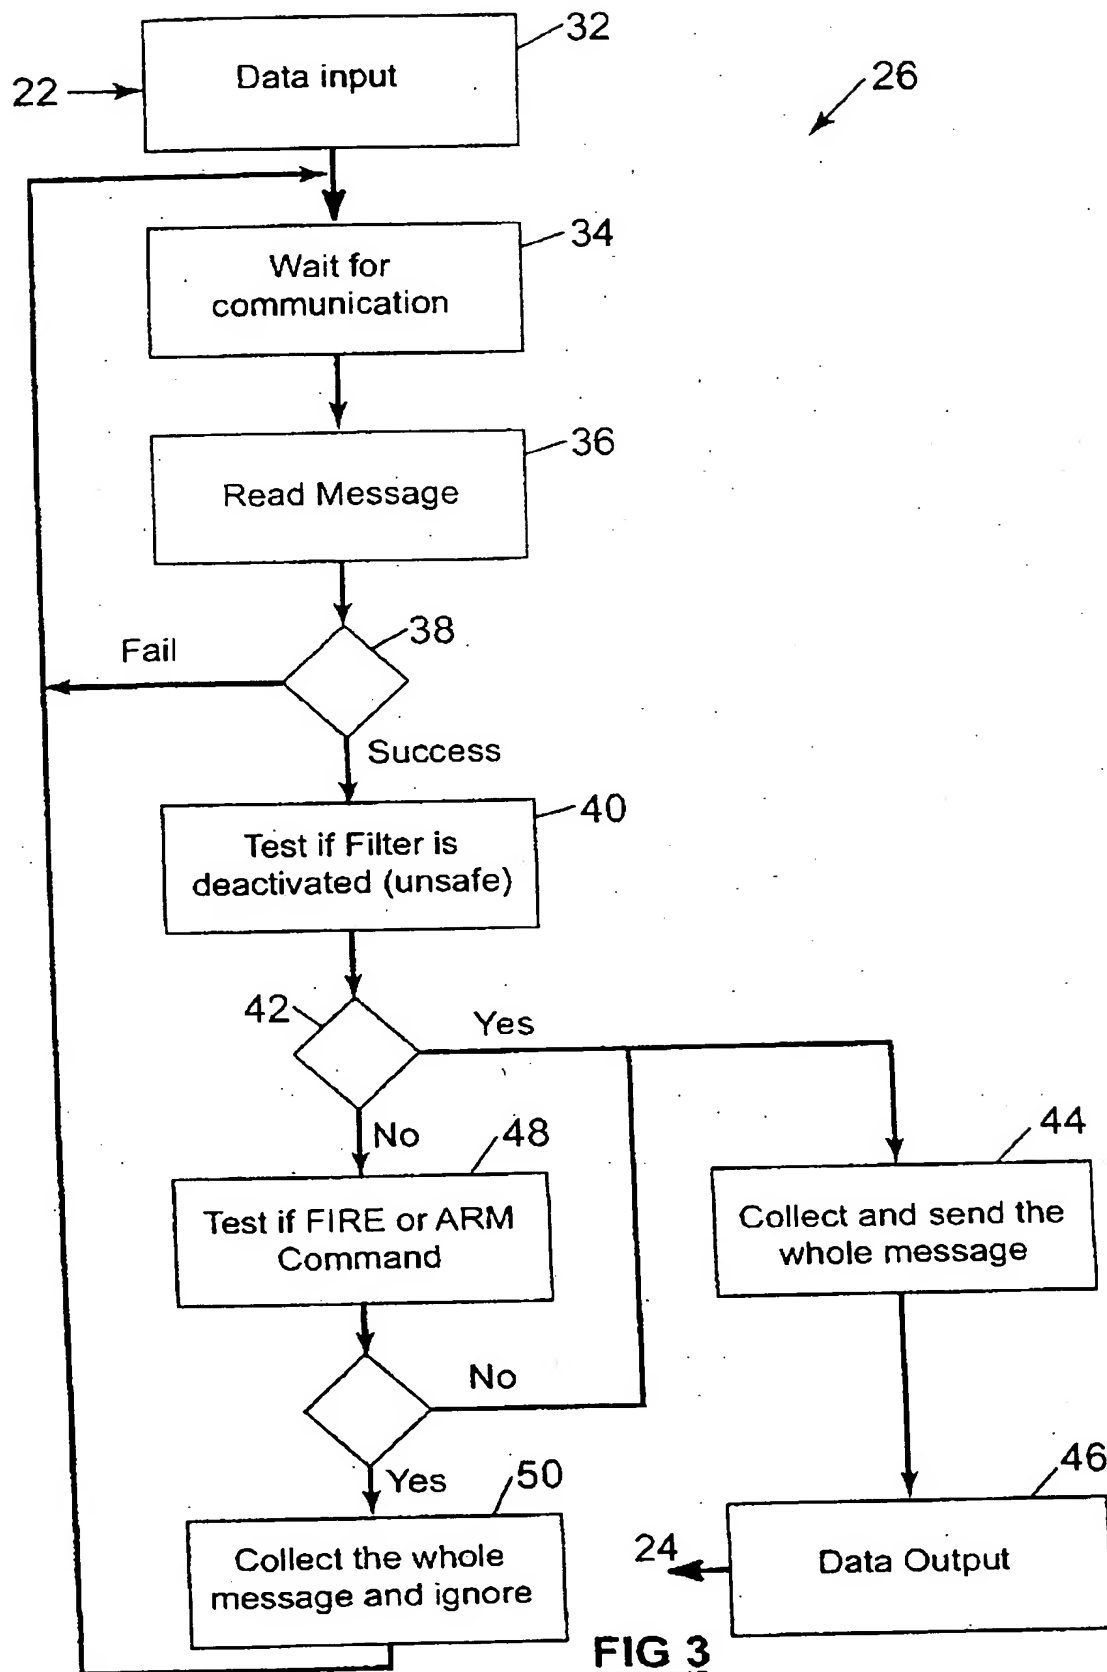 32
Data input
22
26
34
Wait for
communication
36
Read Message
38
Fail
Success
40
Test if Filter is
deactivated (unsafe)
42
Yes
No
48
44
Test if FIRE or ARM
Command
Collect and send the
whole message
No
Yes
50
46
Collect the whole
message and ignore
24
Data Output
FIG 3